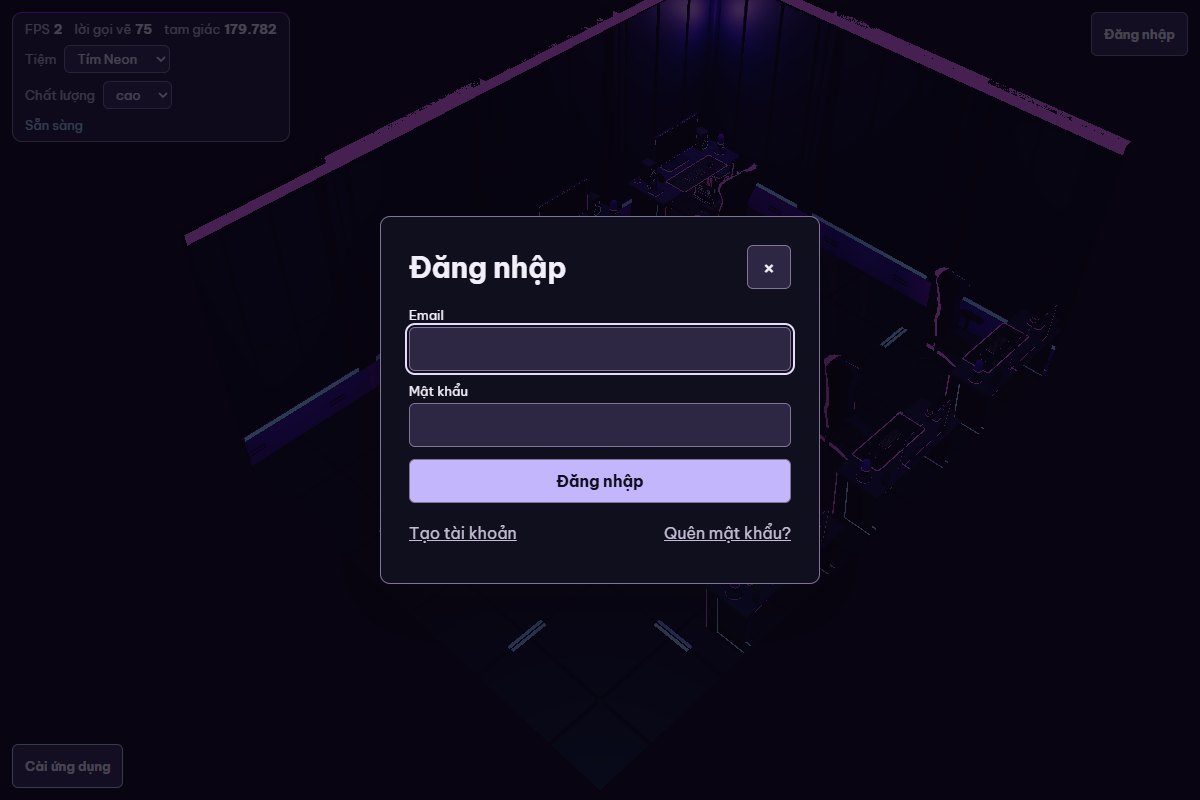 FPS 2 lời gọi vẽ 75 tam giác 179.782
Tiệm Tím Neon
Chất lượng cao
Sẵn sàng
Đăng nhập
Đăng nhập
×
Email
Mật khẩu
Đăng nhập
Tạo tài khoản Quên mật khẩu?
Cài ứng dụng